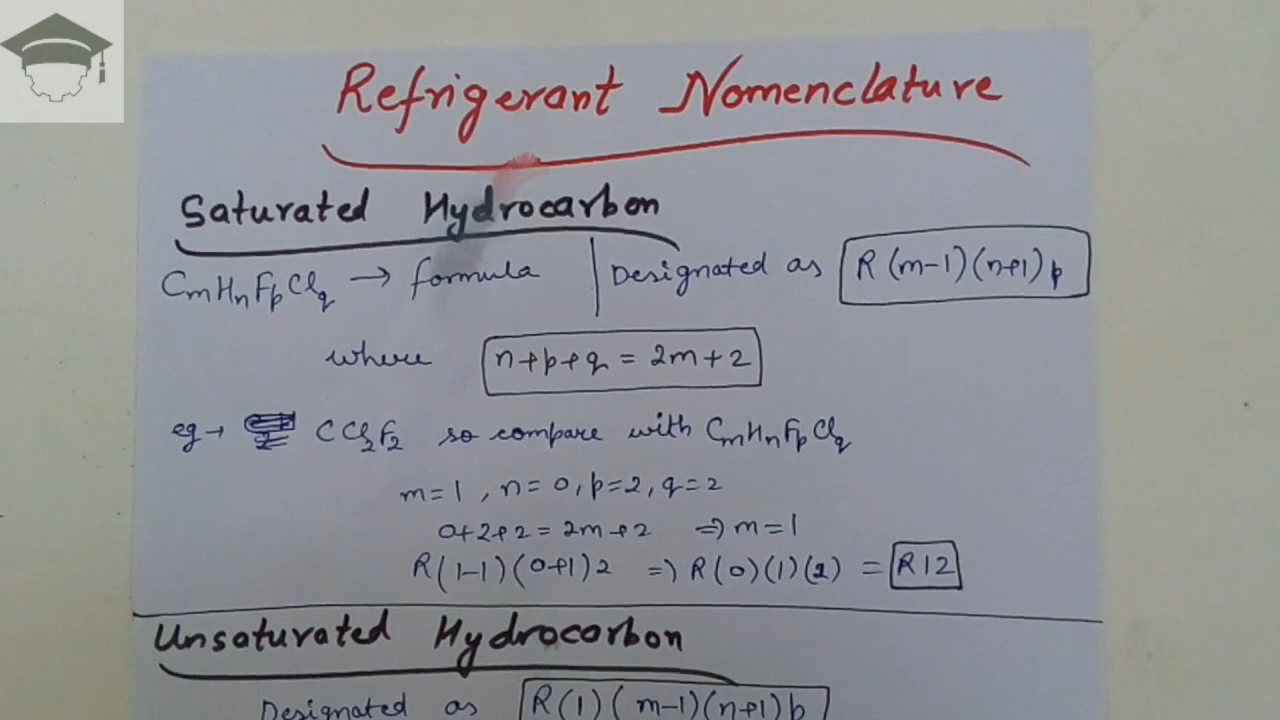 Refrigerant Nomenclature
Saturated Hydrocarbon
CmHnFpClq → formula | Designated as R(m-1)(n+1)p
where n+p+q = 2m+2
eg → CCl2F2 so compare with CmHnFpClq
m=1, n=0, p=2, q=2
0+2+2 = 2m+2 ⇒ m=1
R(1-1)(0+1)2 ⇒ R(0)(1)(2) = R12
Unsaturated Hydrocarbon
Designated as R(1)(m-1)(n+1)p